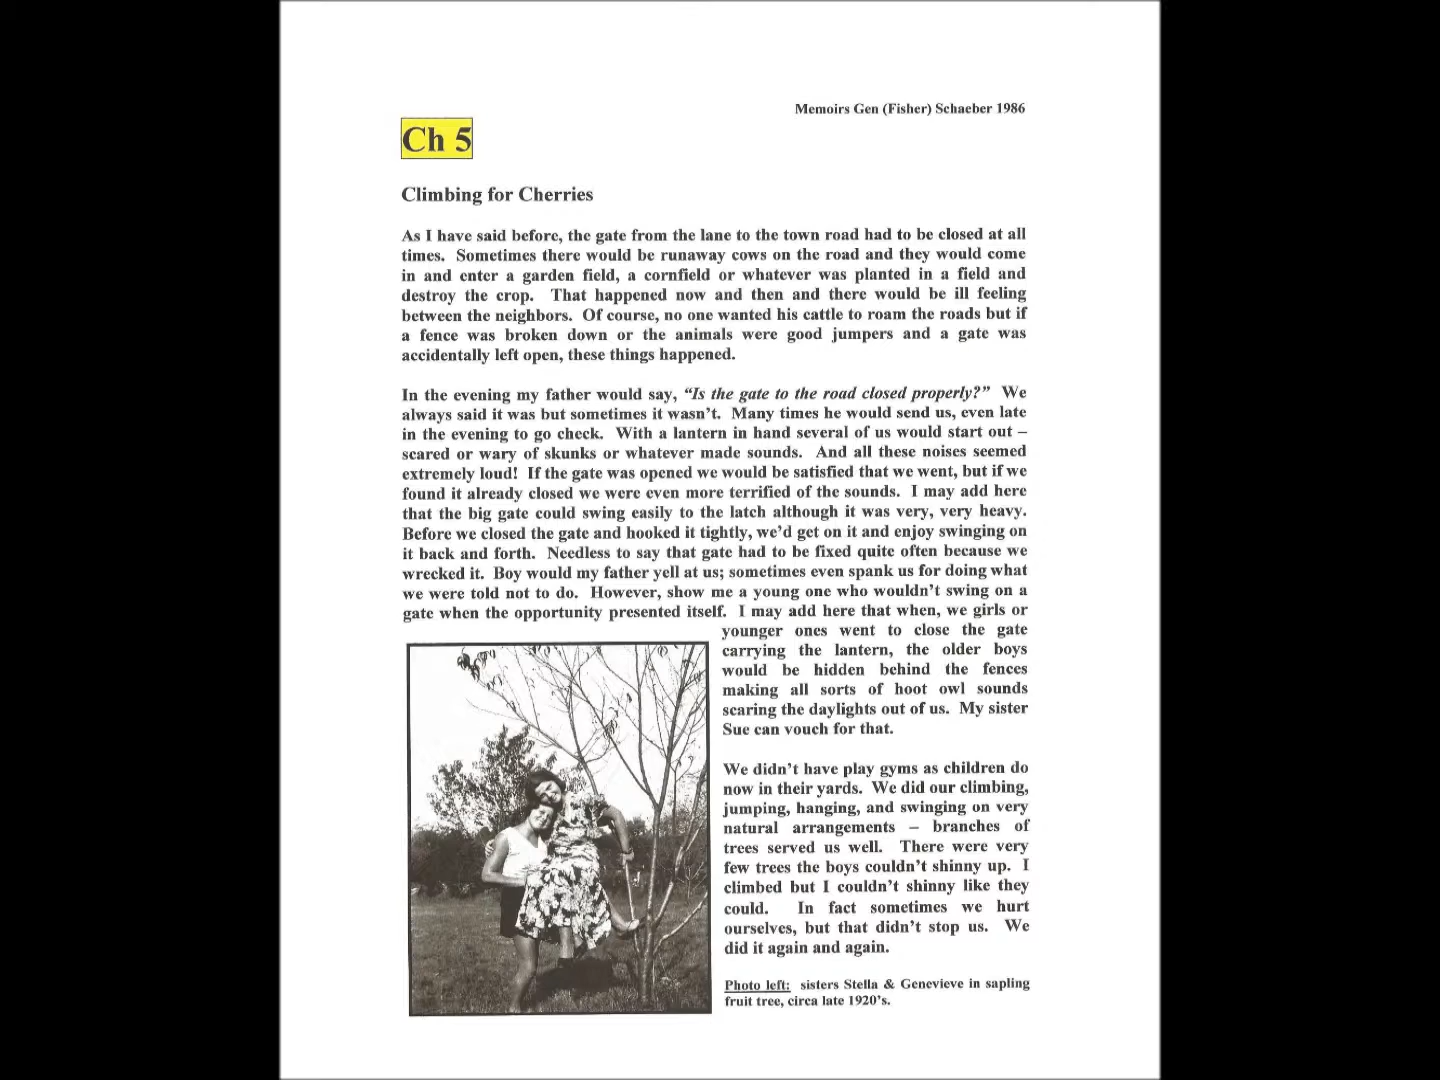 Memoirs Gen (Fisher) Schaeber 1986
Ch 5
Climbing for Cherries
As I have said before, the gate from the lane to the town road had to be closed at all
times. Sometimes there would be runaway cows on the road and they would come
in and enter a garden field, a cornfield or whatever was planted in a field and
destroy the crop. That happened now and then and there would be ill feeling
between the neighbors. Of course, no one wanted his cattle to roam the roads but if
a fence was broken down or the animals were good jumpers and a gate was
accidentally left open, these things happened.
In the evening my father would say, “Is the gate to the road closed properly?” We
always said it was but sometimes it wasn’t. Many times he would send us, even late
in the evening to go check. With a lantern in hand several of us would start out –
scared or wary of skunks or whatever made sounds. And all these noises seemed
extremely loud! If the gate was opened we would be satisfied that we went, but if we
found it already closed we were even more terrified of the sounds. I may add here
that the big gate could swing easily to the latch although it was very, very heavy.
Before we closed the gate and hooked it tightly, we’d get on it and enjoy swinging on
it back and forth. Needless to say that gate had to be fixed quite often because we
wrecked it. Boy would my father yell at us; sometimes even spank us for doing what
we were told not to do. However, show me a young one who wouldn’t swing on a
gate when the opportunity presented itself. I may add here that when, we girls or
younger ones went to close the gate
carrying the lantern, the older boys
would be hidden behind the fences
making all sorts of hoot owl sounds
scaring the daylights out of us. My sister
Sue can vouch for that.
We didn’t have play gyms as children do
now in their yards. We did our climbing,
jumping, hanging, and swinging on very
natural arrangements – branches of
trees served us well. There were very
few trees the boys couldn’t shinny up. I
climbed but I couldn’t shinny like they
could. In fact sometimes we hurt
ourselves, but that didn’t stop us. We
did it again and again.
Photo left: sisters Stella & Genevieve in sapling
fruit tree, circa late 1920’s.